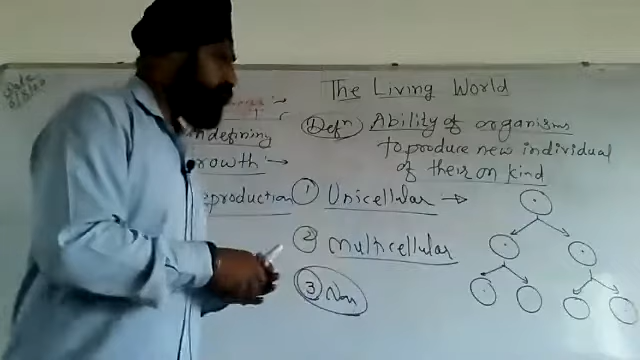 The Living World
Defn Ability of organisms
to produce new individual
of their on kind
ndefining
rowth →
eproduction
① Unicellular →
② Multicellular
③ Non